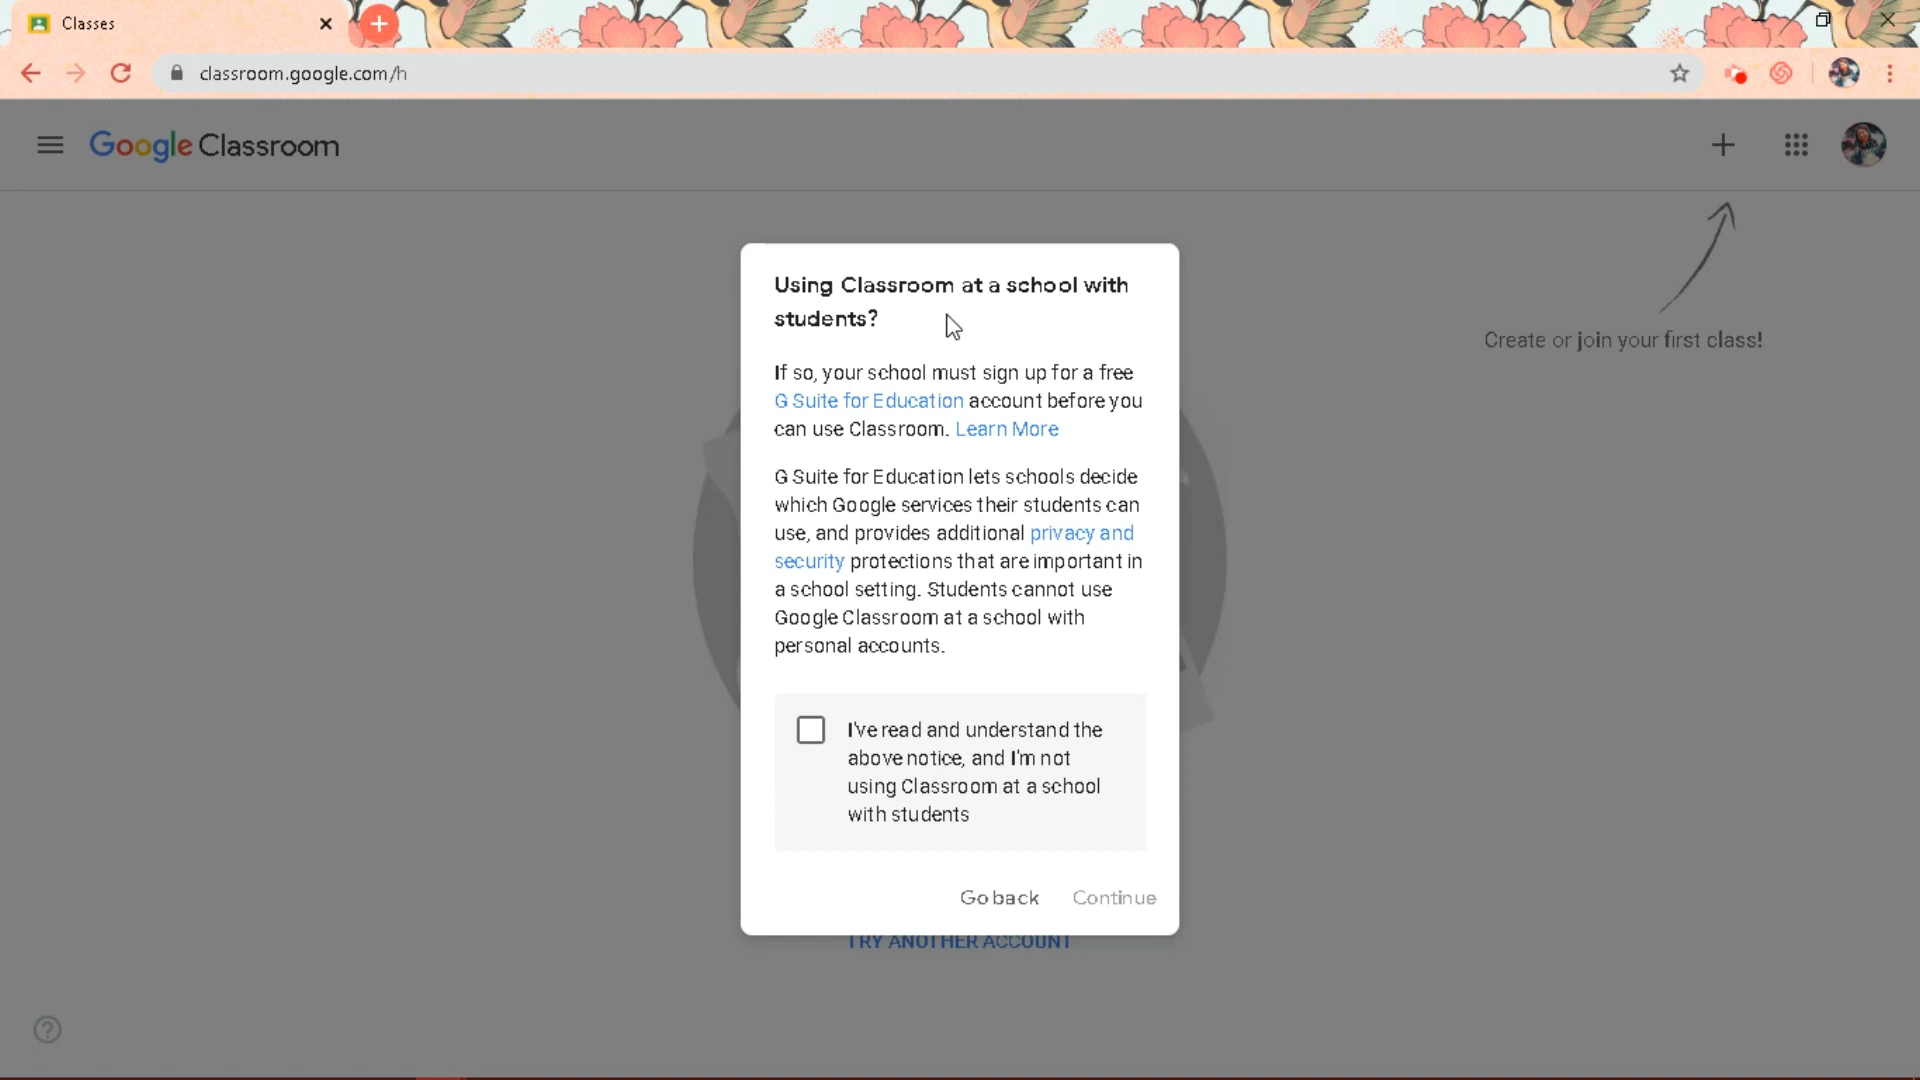 Classes
classroom.google.com/h
Google Classroom
Create or join your first class!
Using Classroom at a school with
students?
If so, your school must sign up for a free
G Suite for Education account before you
can use Classroom. Learn More
G Suite for Education lets schools decide
which Google services their students can
use, and provides additional privacy and
security protections that are important in
a school setting. Students cannot use
Google Classroom at a school with
personal accounts.
I've read and understand the
above notice, and I'm not
using Classroom at a school
with students
Go back Continue
TRY ANOTHER ACCOUNT